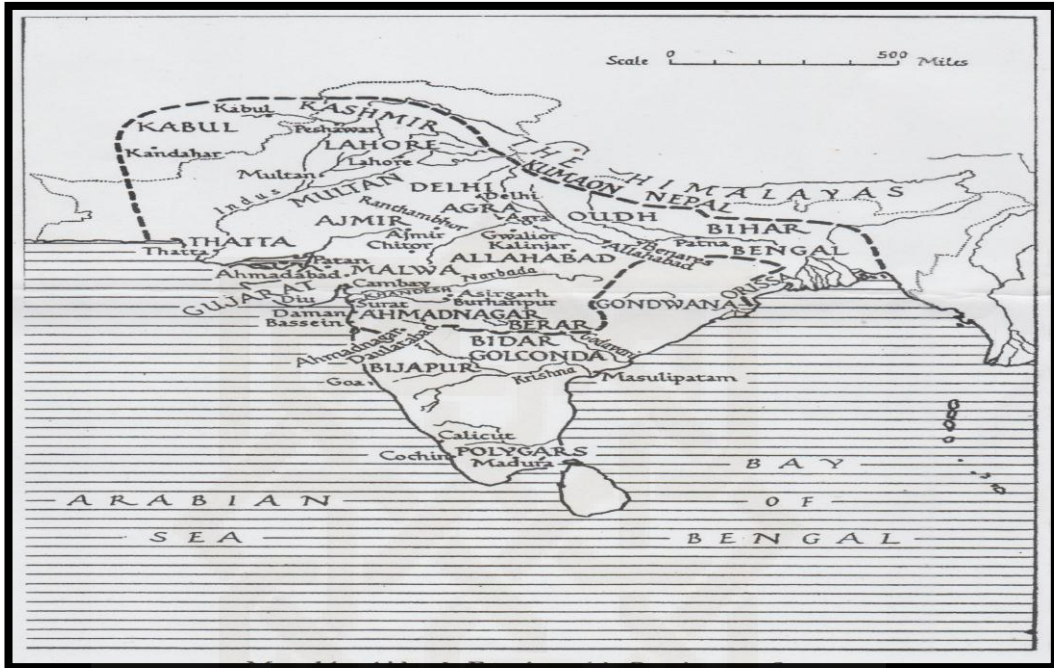 Scale 0 500 Miles
Kabul
KASHMIR
KABUL
Peshawar
LAHORE
Kandahar
Lahore
Multan
MULTAN
Indus
DELHI
Delhi
THE HIMALAYAS
KUMAON
NEPAL
Ranthambhur
AGRA
Agra
OUDH
AJMIR
Ajmir
Gwalior
BIHAR
THATTA
Chitor
Kalinjar
Allahabad
Benares
Patna
BENGAL
Thatta
Patan
ALLAHABAD
Ahmadabad
MALWA
Narbada
ORISSA
GUJARAT
Cambay
KHANDESH
Asirgarh
Diu
Surat
Burhanpur
GONDWANA
Daman
AHMADNAGAR
Bassein
BERAR
Ahmadnagar
Daulatabad
BIDAR
Godavari
GOLCONDA
BIJAPUR
Goa
Krishna
Masulipatam
Calicut
Cochin
POLYGARS
Madura
BAY
OF
BENGAL
ARABIAN
SEA